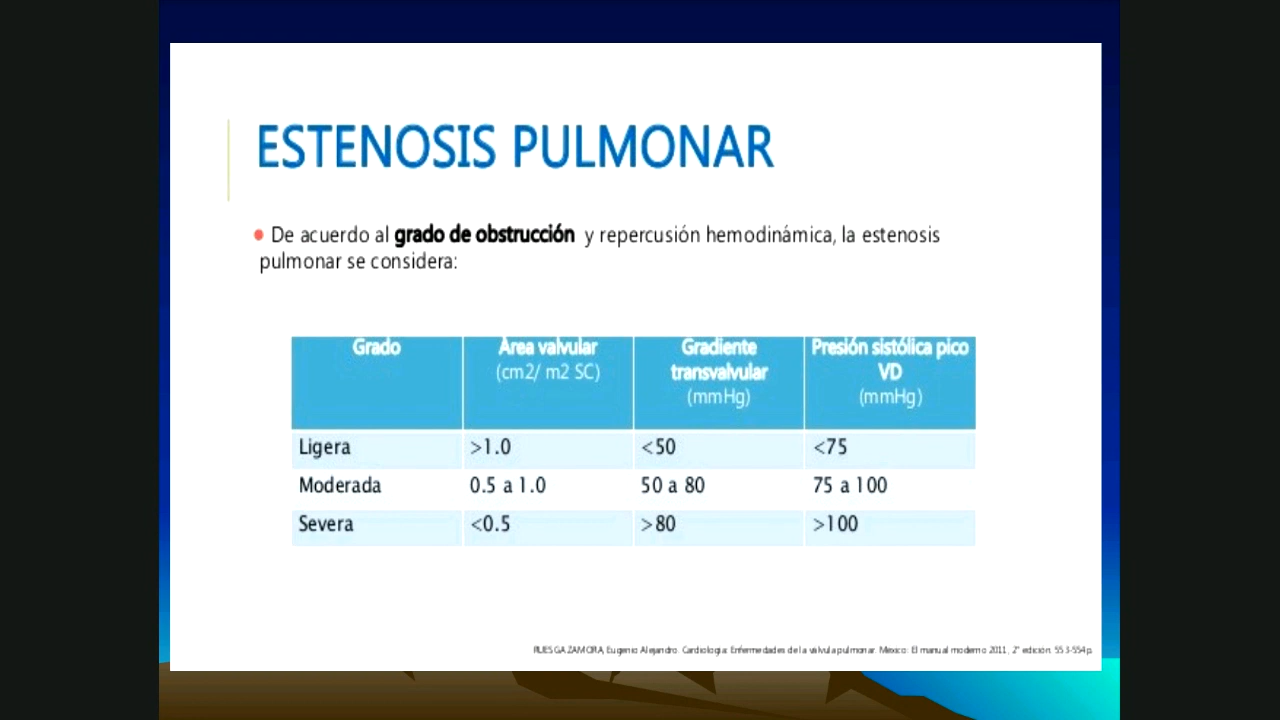 ESTENOSIS PULMONAR
De acuerdo al grado de obstrucción y repercusión hemodinámica, la estenosis
pulmonar se considera:
Grado
Área valvular
(cm2/ m2 SC)
Gradiente
transvalvular
(mmHg)
Presión sistólica pico
VD
(mmHg)
Ligera >1.0 <50 <75
Moderada 0.5 a 1.0 50 a 80 75 a 100
Severa <0.5 >80 >100
RUESGA ZAMORA, Eugenio Alejandro. Cardiología: Enfermedades de la válvula pulmonar. México: El manual moderno 2011, 2° edición. 553-554p.